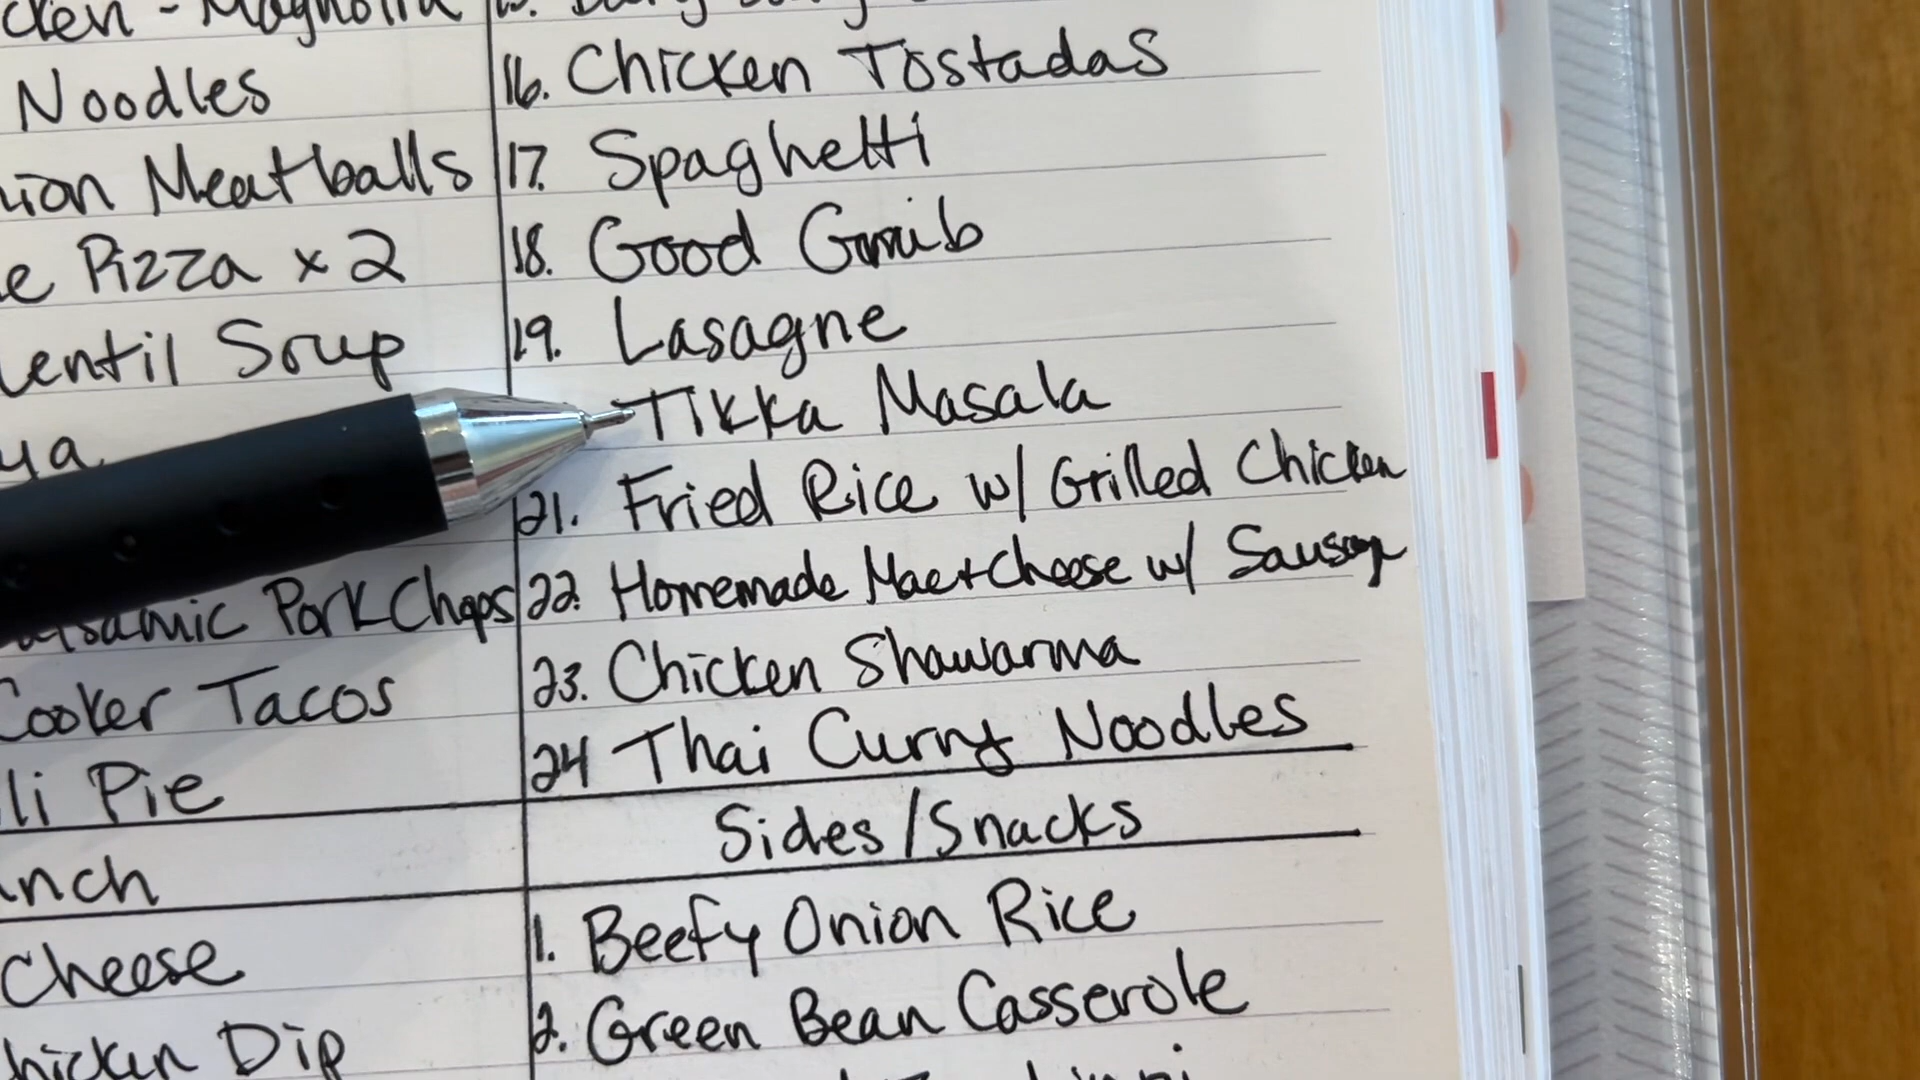 Noodles
Meatballs
Pizza x 2
Lentil Soup
Pork Chops
Cooker Tacos
Pie
Cheese
Dip
16. Chicken Tostadas
17. Spaghetti
18. Good Grub
19. Lasagne
Tikka Masala
21. Fried Rice w/ Grilled Chicken
22. Homemade Mac+Cheese w/ Sausage
23. Chicken Shawarma
24 Thai Curry Noodles
Sides/Snacks
1. Beefy Onion Rice
2. Green Bean Casserole